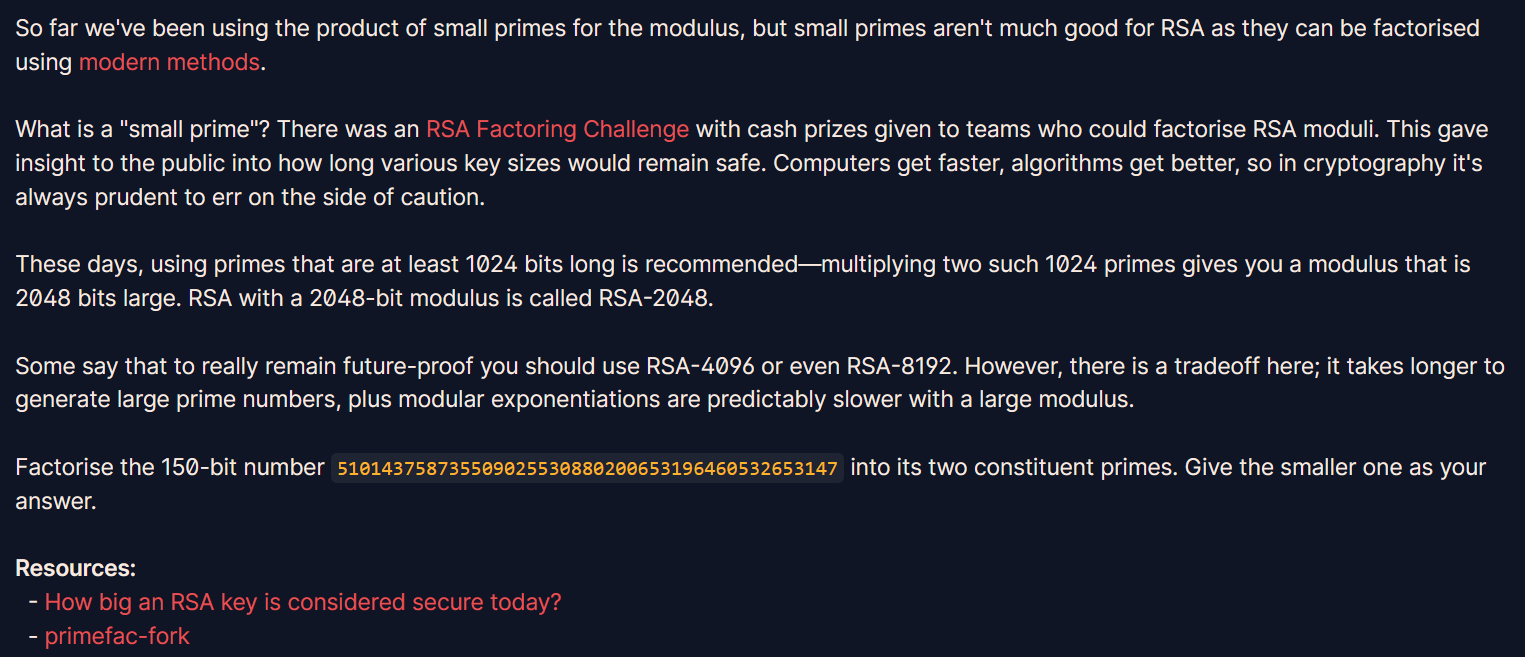 So far we've been using the product of small primes for the modulus, but small primes aren't much good for RSA as they can be factorised
using modern methods.
What is a "small prime"? There was an RSA Factoring Challenge with cash prizes given to teams who could factorise RSA moduli. This gave
insight to the public into how long various key sizes would remain safe. Computers get faster, algorithms get better, so in cryptography it's
always prudent to err on the side of caution.
These days, using primes that are at least 1024 bits long is recommended—multiplying two such 1024 primes gives you a modulus that is
2048 bits large. RSA with a 2048-bit modulus is called RSA-2048.
Some say that to really remain future-proof you should use RSA-4096 or even RSA-8192. However, there is a tradeoff here; it takes longer to
generate large prime numbers, plus modular exponentiations are predictably slower with a large modulus.
Factorise the 150-bit number 510143758735509025530880200653196460532653147 into its two constituent primes. Give the smaller one as your
answer.
Resources:
- How big an RSA key is considered secure today?
- primefac-fork